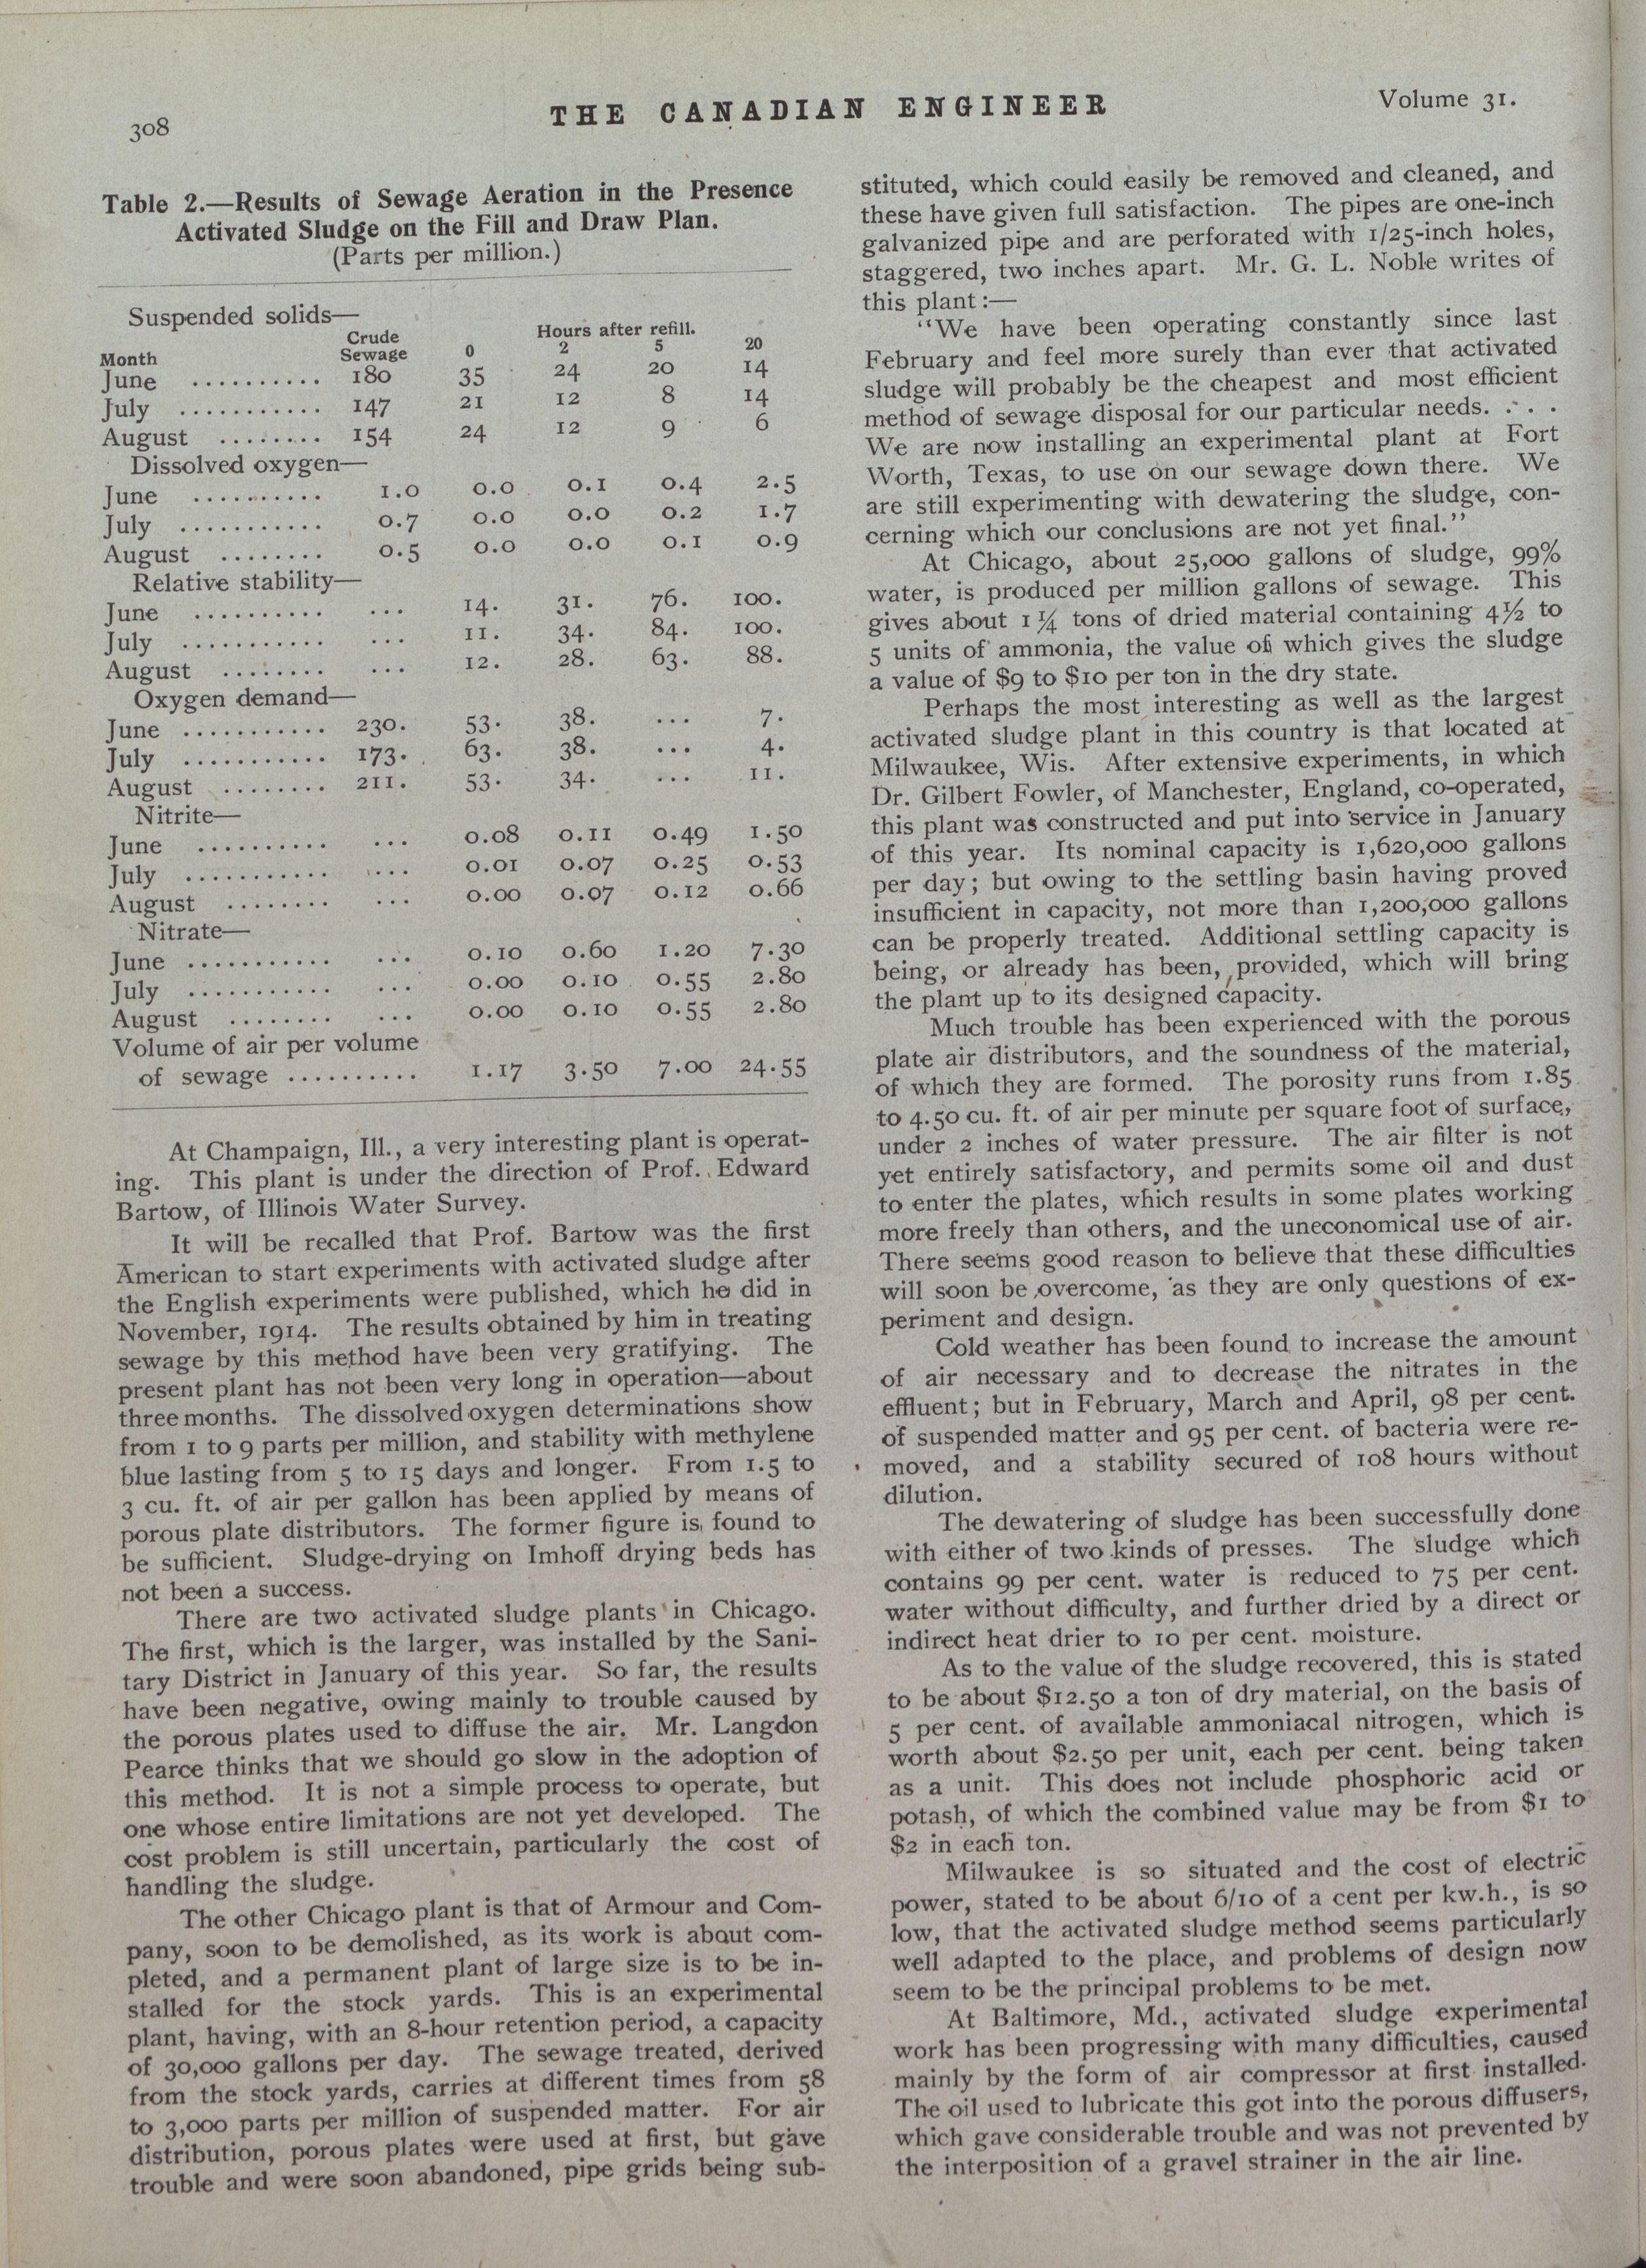 308
THE CANADIAN ENGINEER
Volume 31.
Table 2.—Results of Sewage Aeration in the Presence
Activated Sludge on the Fill and Draw Plan.
(Parts per million.)
Suspended solids—
Crude Hours after refill.
Month Sewage 0 2 5 20
June .......... 180 35 24 20 14
July ........... 147 21 12 8 14
August ........ 154 24 12 9 6
Dissolved oxygen—
June .......... 1.0 0.0 0.1 0.4 2.5
July ........... 0.7 0.0 0.0 0.2 1.7
August ........ 0.5 0.0 0.0 0.1 0.9
Relative stability—
June .......... ... 14. 31. 76. 100.
July ........... ... 11. 34. 84. 100.
August ........ ... 12. 28. 63. 88.
Oxygen demand—
June ........... 230. 53. 38. ... 7.
July ........... 173. 63. 38. ... 4.
August ........ 211. 53. 34. ... 11.
Nitrite—
June .......... ... 0.08 0.11 0.49 1.50
July ........... ... 0.01 0.07 0.25 0.53
August ........ ... 0.00 0.07 0.12 0.66
Nitrate—
June ........... ... 0.10 0.60 1.20 7.30
July ........... ... 0.00 0.10 0.55 2.80
August ........ ... 0.00 0.10 0.55 2.80
Volume of air per volume
of sewage .......... 1.17 3.50 7.00 24.55
At Champaign, Ill., a very interesting plant is operat-
ing. This plant is under the direction of Prof. Edward
Bartow, of Illinois Water Survey.
It will be recalled that Prof. Bartow was the first
American to start experiments with activated sludge after
the English experiments were published, which he did in
November, 1914. The results obtained by him in treating
sewage by this method have been very gratifying. The
present plant has not been very long in operation—about
three months. The dissolved oxygen determinations show
from 1 to 9 parts per million, and stability with methylene
blue lasting from 5 to 15 days and longer. From 1.5 to
3 cu. ft. of air per gallon has been applied by means of
porous plate distributors. The former figure is found to
be sufficient. Sludge-drying on Imhoff drying beds has
not been a success.
There are two activated sludge plants in Chicago.
The first, which is the larger, was installed by the Sani-
tary District in January of this year. So far, the results
have been negative, owing mainly to trouble caused by
the porous plates used to diffuse the air. Mr. Langdon
Pearce thinks that we should go slow in the adoption of
this method. It is not a simple process to operate, but
one whose entire limitations are not yet developed. The
cost problem is still uncertain, particularly the cost of
handling the sludge.
The other Chicago plant is that of Armour and Com-
pany, soon to be demolished, as its work is about com-
pleted, and a permanent plant of large size is to be in-
stalled for the stock yards. This is an experimental
plant, having, with an 8-hour retention period, a capacity
of 30,000 gallons per day. The sewage treated, derived
from the stock yards, carries at different times from 58
to 3,000 parts per million of suspended matter. For air
distribution, porous plates were used at first, but gave
trouble and were soon abandoned, pipe grids being sub-
stituted, which could easily be removed and cleaned, and
these have given full satisfaction. The pipes are one-inch
galvanized pipe and are perforated with 1/25-inch holes,
staggered, two inches apart. Mr. G. L. Noble writes of
this plant:—
"We have been operating constantly since last
February and feel more surely than ever that activated
sludge will probably be the cheapest and most efficient
method of sewage disposal for our particular needs. . . .
We are now installing an experimental plant at Fort
Worth, Texas, to use on our sewage down there. We
are still experimenting with dewatering the sludge, con-
cerning which our conclusions are not yet final."
At Chicago, about 25,000 gallons of sludge, 99%
water, is produced per million gallons of sewage. This
gives about 1¼ tons of dried material containing 4½ to
5 units of ammonia, the value of which gives the sludge
a value of $9 to $10 per ton in the dry state.
Perhaps the most interesting as well as the largest
activated sludge plant in this country is that located at
Milwaukee, Wis. After extensive experiments, in which
Dr. Gilbert Fowler, of Manchester, England, co-operated,
this plant was constructed and put into service in January
of this year. Its nominal capacity is 1,620,000 gallons
per day; but owing to the settling basin having proved
insufficient in capacity, not more than 1,200,000 gallons
can be properly treated. Additional settling capacity is
being, or already has been, provided, which will bring
the plant up to its designed capacity.
Much trouble has been experienced with the porous
plate air distributors, and the soundness of the material,
of which they are formed. The porosity runs from 1.85
to 4.50 cu. ft. of air per minute per square foot of surface,
under 2 inches of water pressure. The air filter is not
yet entirely satisfactory, and permits some oil and dust
to enter the plates, which results in some plates working
more freely than others, and the uneconomical use of air.
There seems good reason to believe that these difficulties
will soon be overcome, as they are only questions of ex-
periment and design.
Cold weather has been found to increase the amount
of air necessary and to decrease the nitrates in the
effluent; but in February, March and April, 98 per cent.
of suspended matter and 95 per cent. of bacteria were re-
moved, and a stability secured of 108 hours without
dilution.
The dewatering of sludge has been successfully done
with either of two kinds of presses. The sludge which
contains 99 per cent. water is reduced to 75 per cent.
water without difficulty, and further dried by a direct or
indirect heat drier to 10 per cent. moisture.
As to the value of the sludge recovered, this is stated
to be about $12.50 a ton of dry material, on the basis of
5 per cent. of available ammoniacal nitrogen, which is
worth about $2.50 per unit, each per cent. being taken
as a unit. This does not include phosphoric acid or
potash, of which the combined value may be from $1 to
$2 in each ton.
Milwaukee is so situated and the cost of electric
power, stated to be about 6/10 of a cent per kw.h., is so
low, that the activated sludge method seems particularly
well adapted to the place, and problems of design now
seem to be the principal problems to be met.
At Baltimore, Md., activated sludge experimental
work has been progressing with many difficulties, caused
mainly by the form of air compressor at first installed.
The oil used to lubricate this got into the porous diffusers,
which gave considerable trouble and was not prevented by
the interposition of a gravel strainer in the air line.